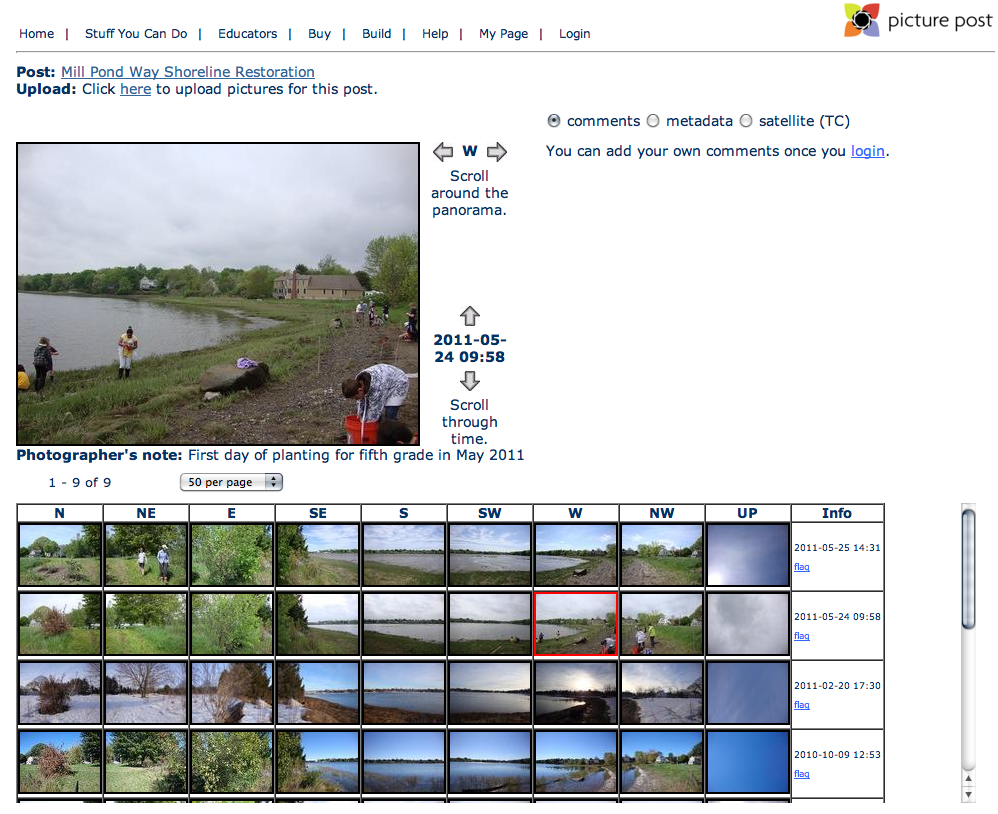 picture post
Home | Stuff You Can Do | Educators | Buy | Build | Help | My Page | Login
Post: Mill Pond Way Shoreline Restoration
Upload: Click here to upload pictures for this post.
comments metadata satellite (TC)
You can add your own comments once you login.
W
Scroll
around the
panorama.
2011-05-
24 09:58
Scroll
through
time.
Photographer's note: First day of planting for fifth grade in May 2011
1 - 9 of 9 50 per page
N NE E SE S SW W NW UP Info
2011-05-25 14:31
flag
2011-05-24 09:58
flag
2011-02-20 17:30
flag
2010-10-09 12:53
flag